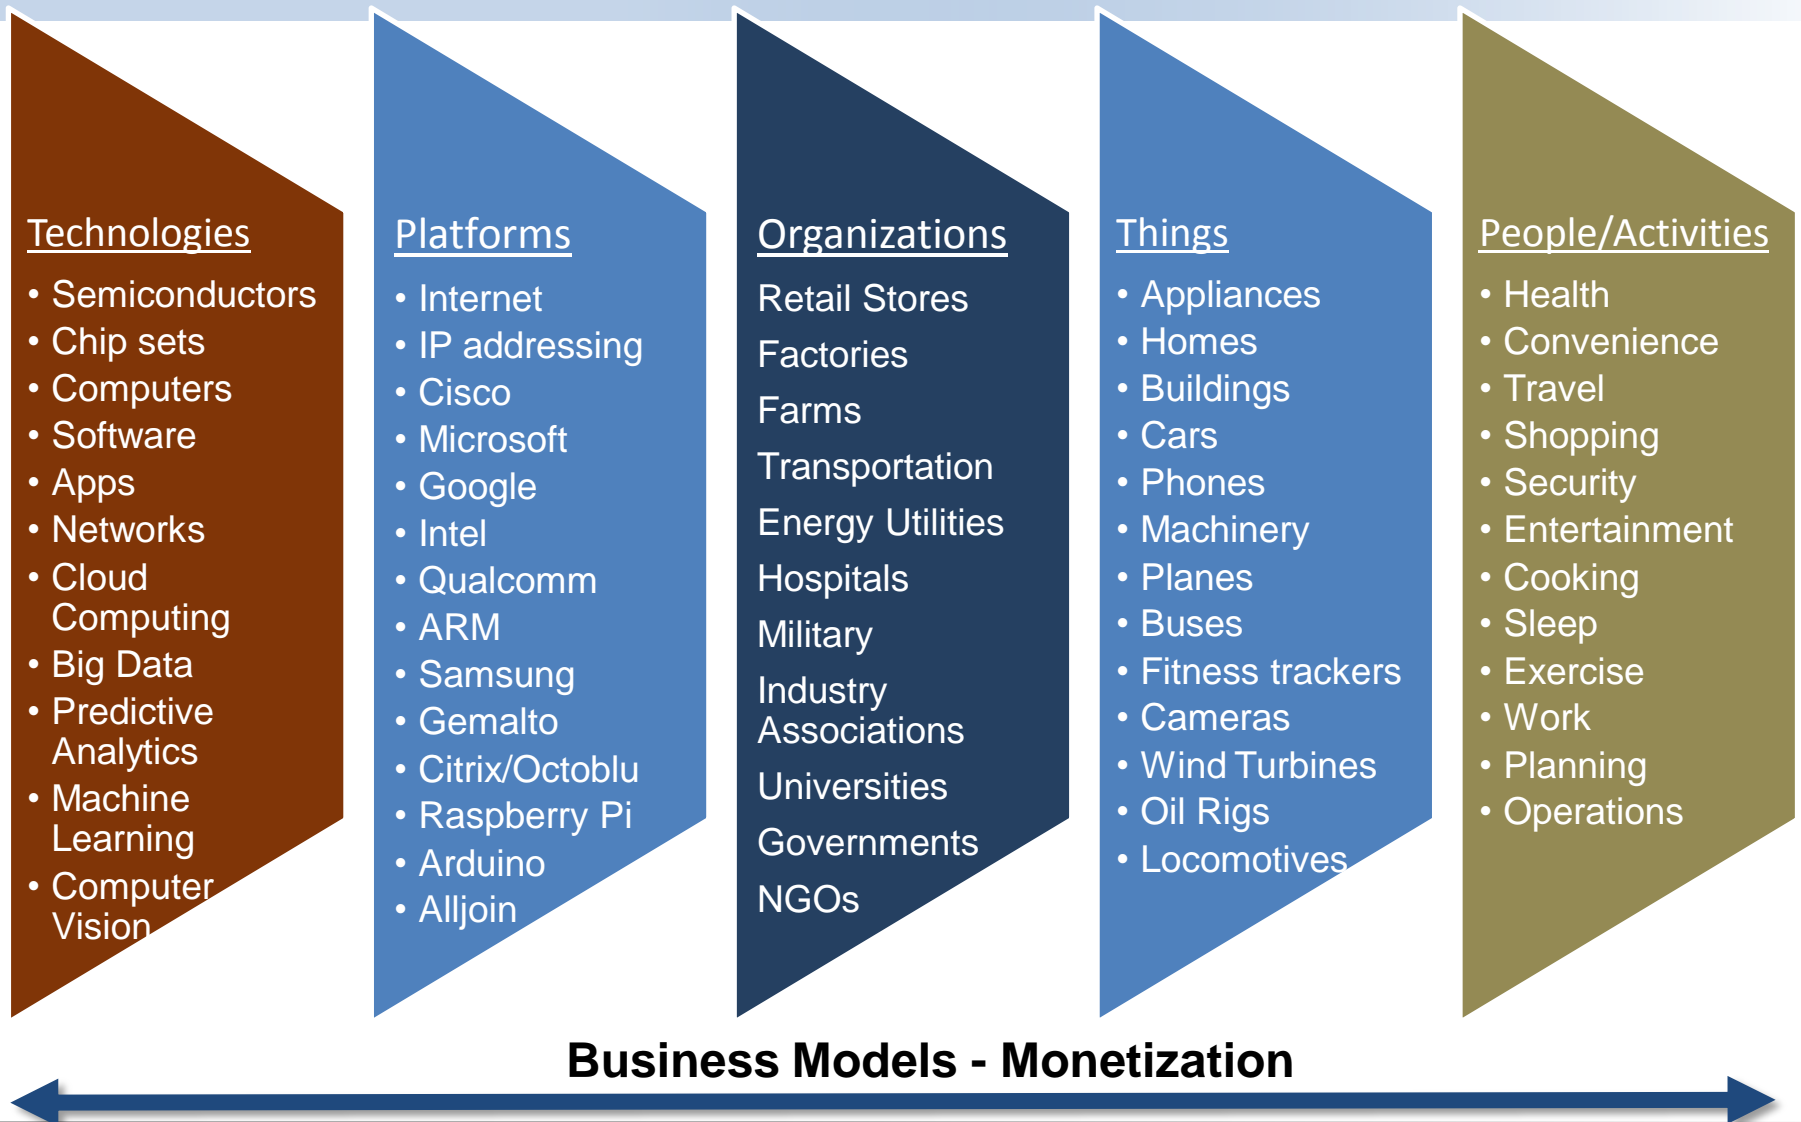 Technologies
• Semiconductors
• Chip sets
• Computers
• Software
• Apps
• Networks
• Cloud
Computing
• Big Data
• Predictive
Analytics
• Machine
Learning
• Computer
Vision
Platforms
• Internet
• IP addressing
• Cisco
• Microsoft
• Google
• Intel
• Qualcomm
• ARM
• Samsung
• Gemalto
• Citrix/Octoblu
• Raspberry Pi
• Arduino
• Alljoin
Organizations
Retail Stores
Factories
Farms
Transportation
Energy Utilities
Hospitals
Military
Industry
Associations
Universities
Governments
NGOs
Things
• Appliances
• Homes
• Buildings
• Cars
• Phones
• Machinery
• Planes
• Buses
• Fitness trackers
• Cameras
• Wind Turbines
• Oil Rigs
• Locomotives
People/Activities
• Health
• Convenience
• Travel
• Shopping
• Security
• Entertainment
• Cooking
• Sleep
• Exercise
• Work
• Planning
• Operations
Business Models - Monetization